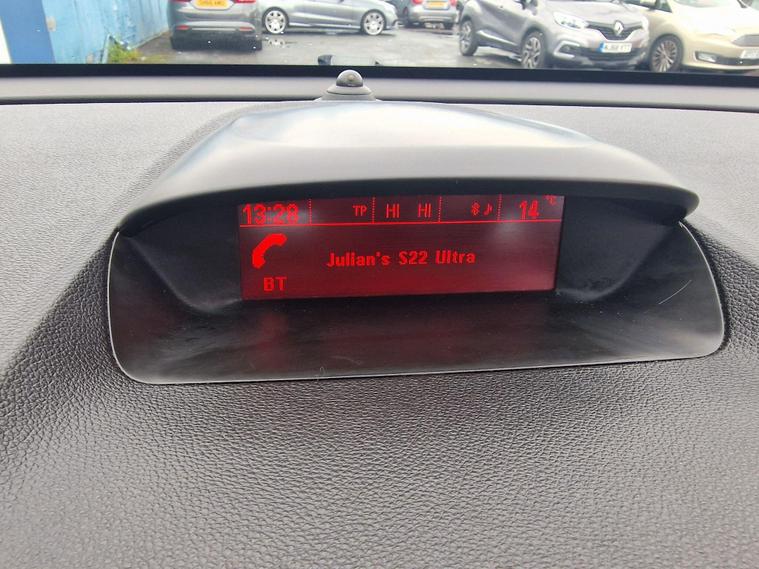 13:28 TP HI HI 14 °C
Julian's S22 Ultra
BT